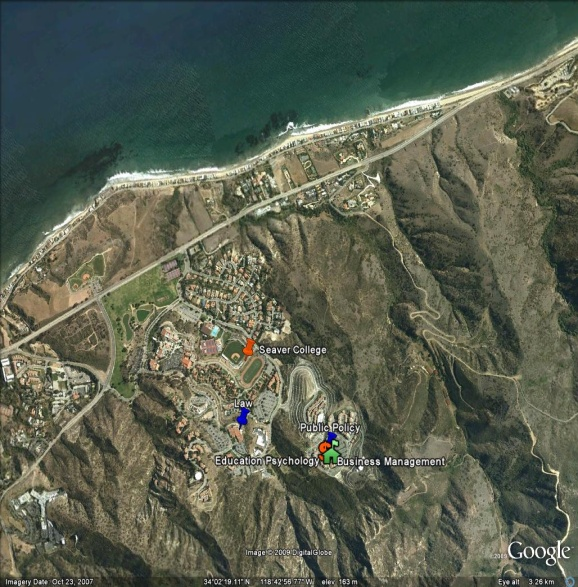 Seaver College
Law
Public Policy
Education Psychology
Business Management
Image © 2009 DigitalGlobe
Google
Imagery Date: Oct 23, 2007
34°02'19.11" N
118°42'56.77" W
elev 163 m
Eye alt 3.26 km